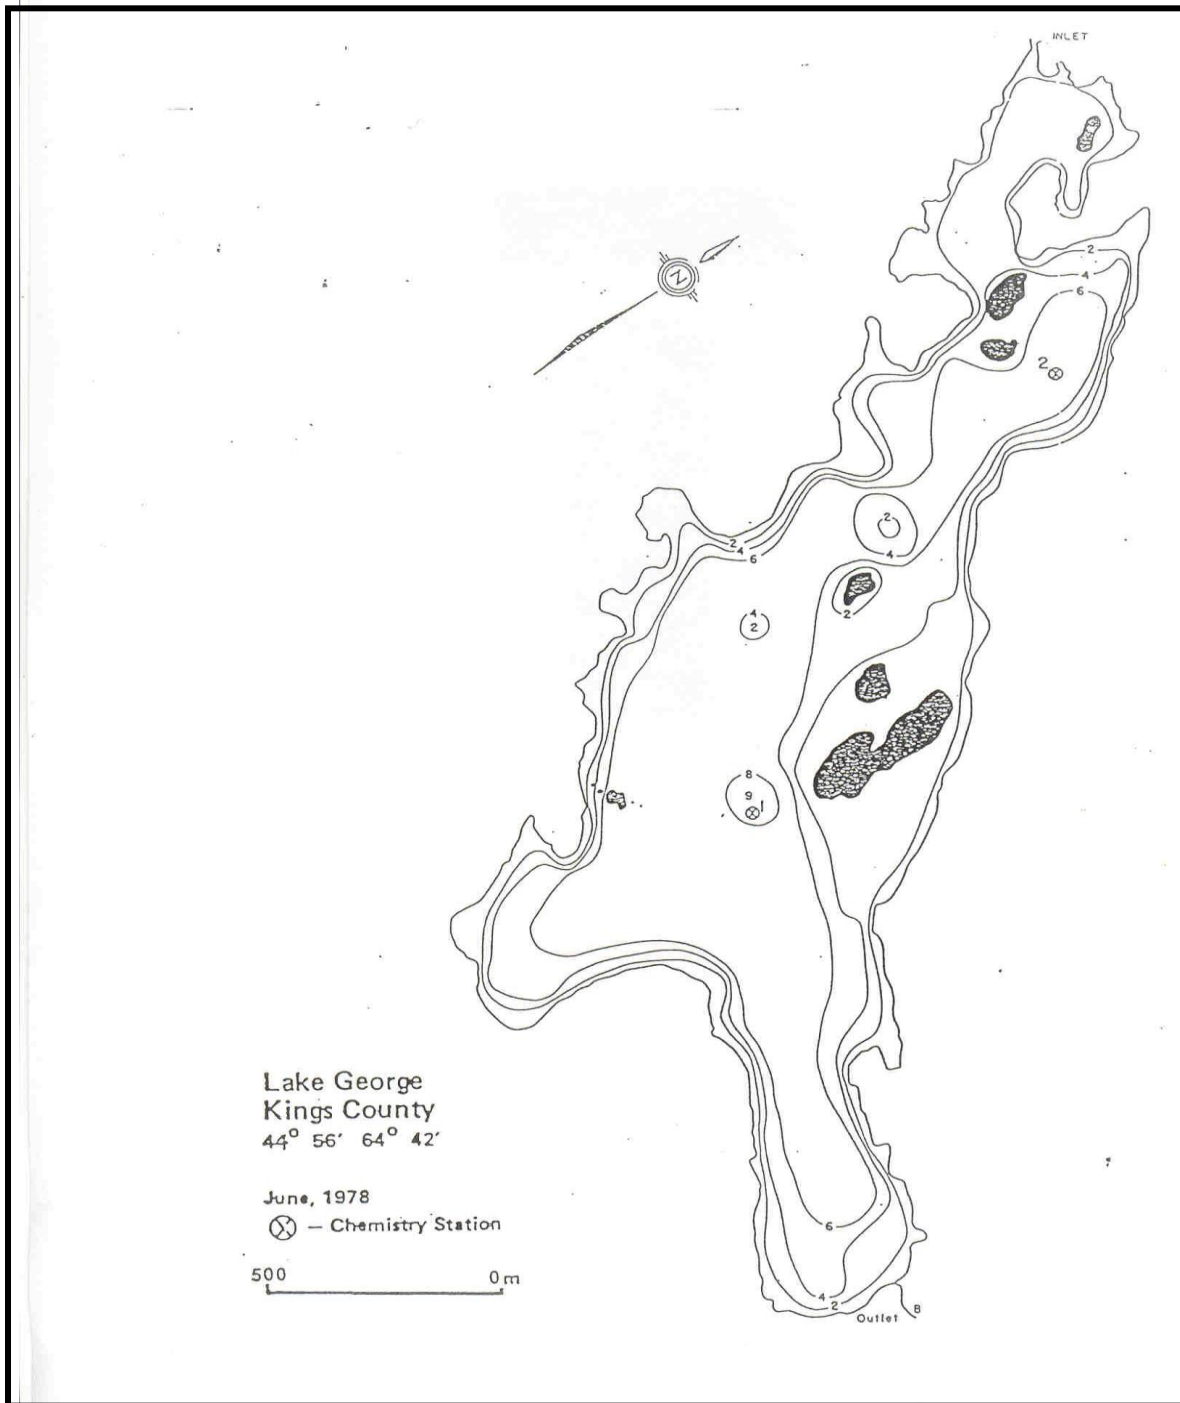 INLET
2
4
6
N
2
2
4
6
2
4
4
2
2
8
9
1
Lake George
Kings County
44° 56′ 64° 42′
June, 1978
⊗ – Chemistry Station
500 0 m
6
4
2
Outlet B